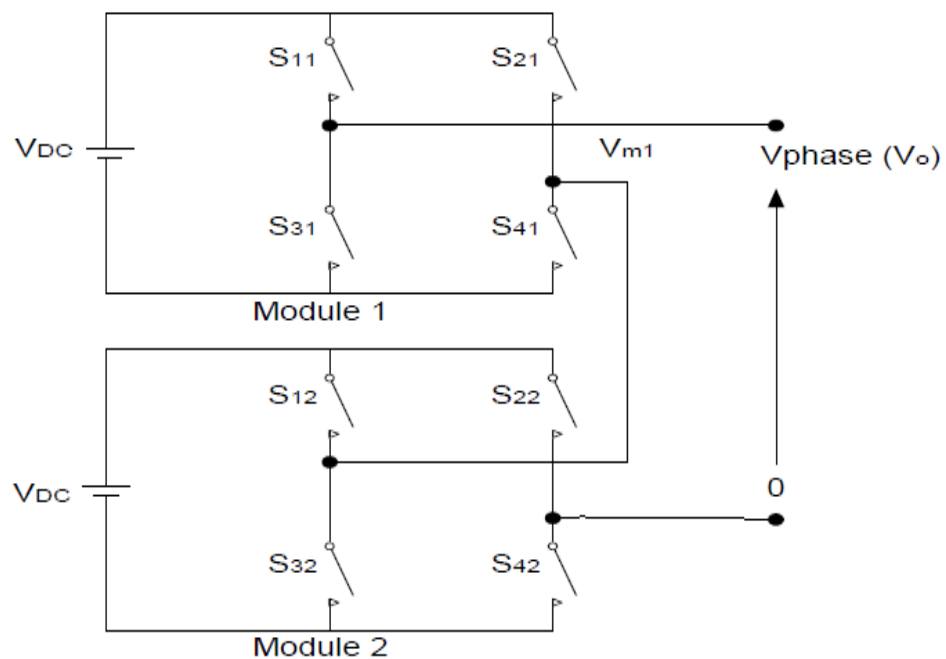 S11
S21
VDC
Vm1
Vphase (Vo)
S31
S41
Module 1
S12
S22
VDC
0
S32
S42
Module 2